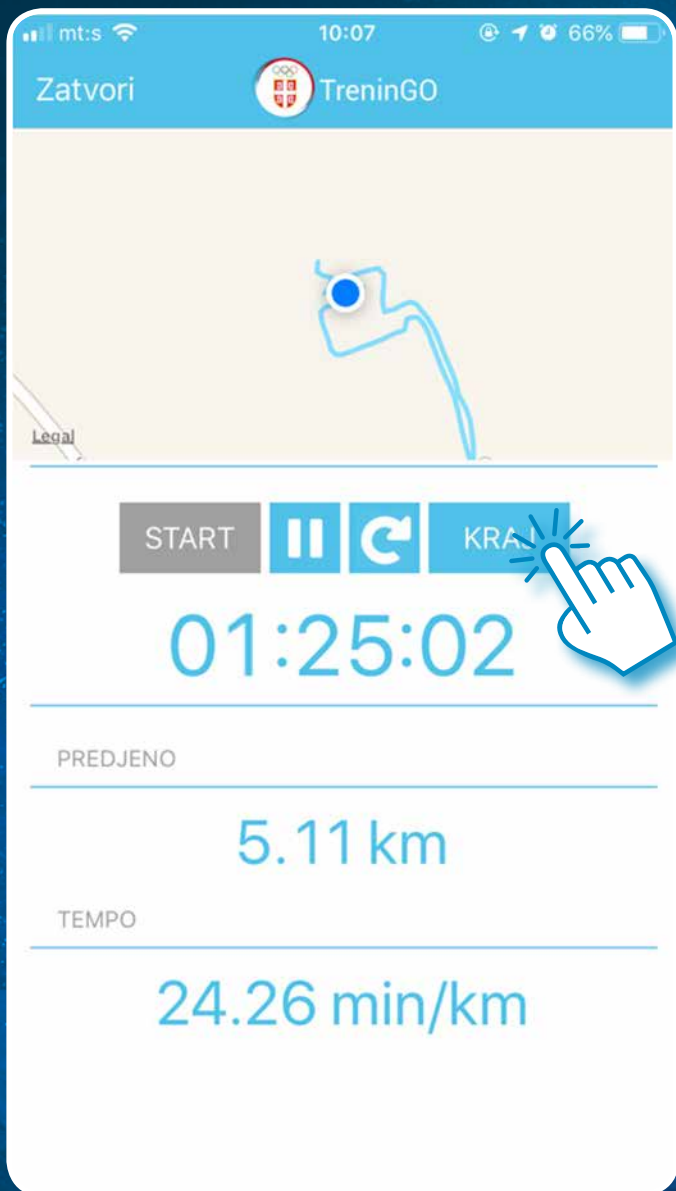 mt:s 10:07 66%
Zatvori TreninGO
Legal
START KRAJ
01:25:02
PREDJENO
5.11 km
TEMPO
24.26 min/km